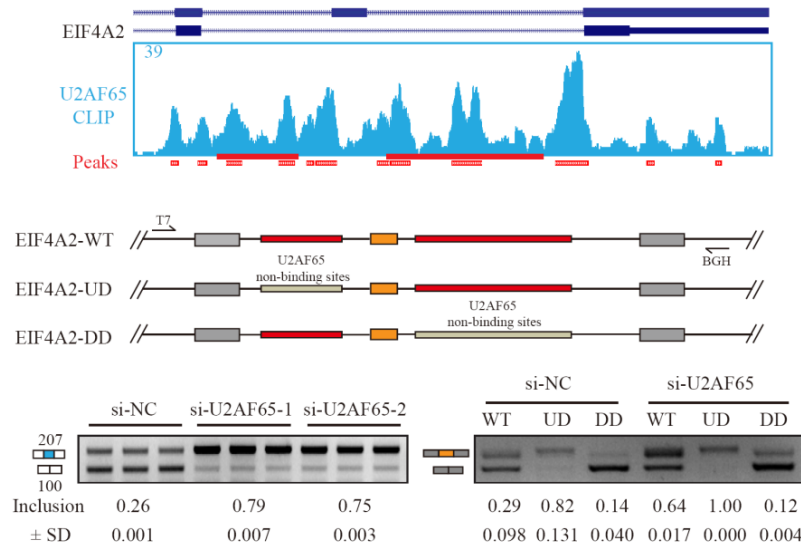 EIF4A2
39
U2AF65
CLIP
Peaks
T7
EIF4A2-WT
BGH
U2AF65
non-binding sites
EIF4A2-UD
U2AF65
non-binding sites
EIF4A2-DD
si-NC si-U2AF65-1 si-U2AF65-2
207
100
Inclusion 0.26 0.79 0.75
± SD 0.001 0.007 0.003
si-NC si-U2AF65
WT UD DD WT UD DD
0.29 0.82 0.14 0.64 1.00 0.12
0.098 0.131 0.040 0.017 0.000 0.004